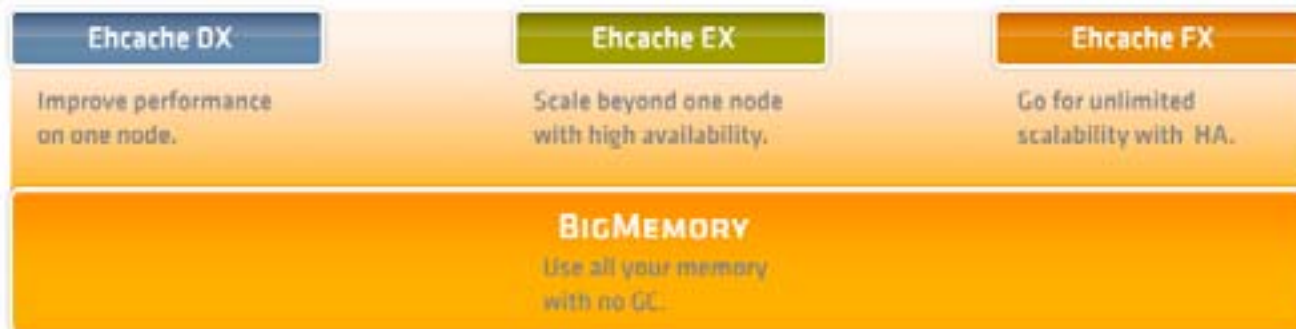 Ehcache DX
Improve performance
on one node.
Ehcache EX
Scale beyond one node
with high availability.
Ehcache FX
Go for unlimited
scalability with HA.
BIGMEMORY
Use all your memory
with no GC.